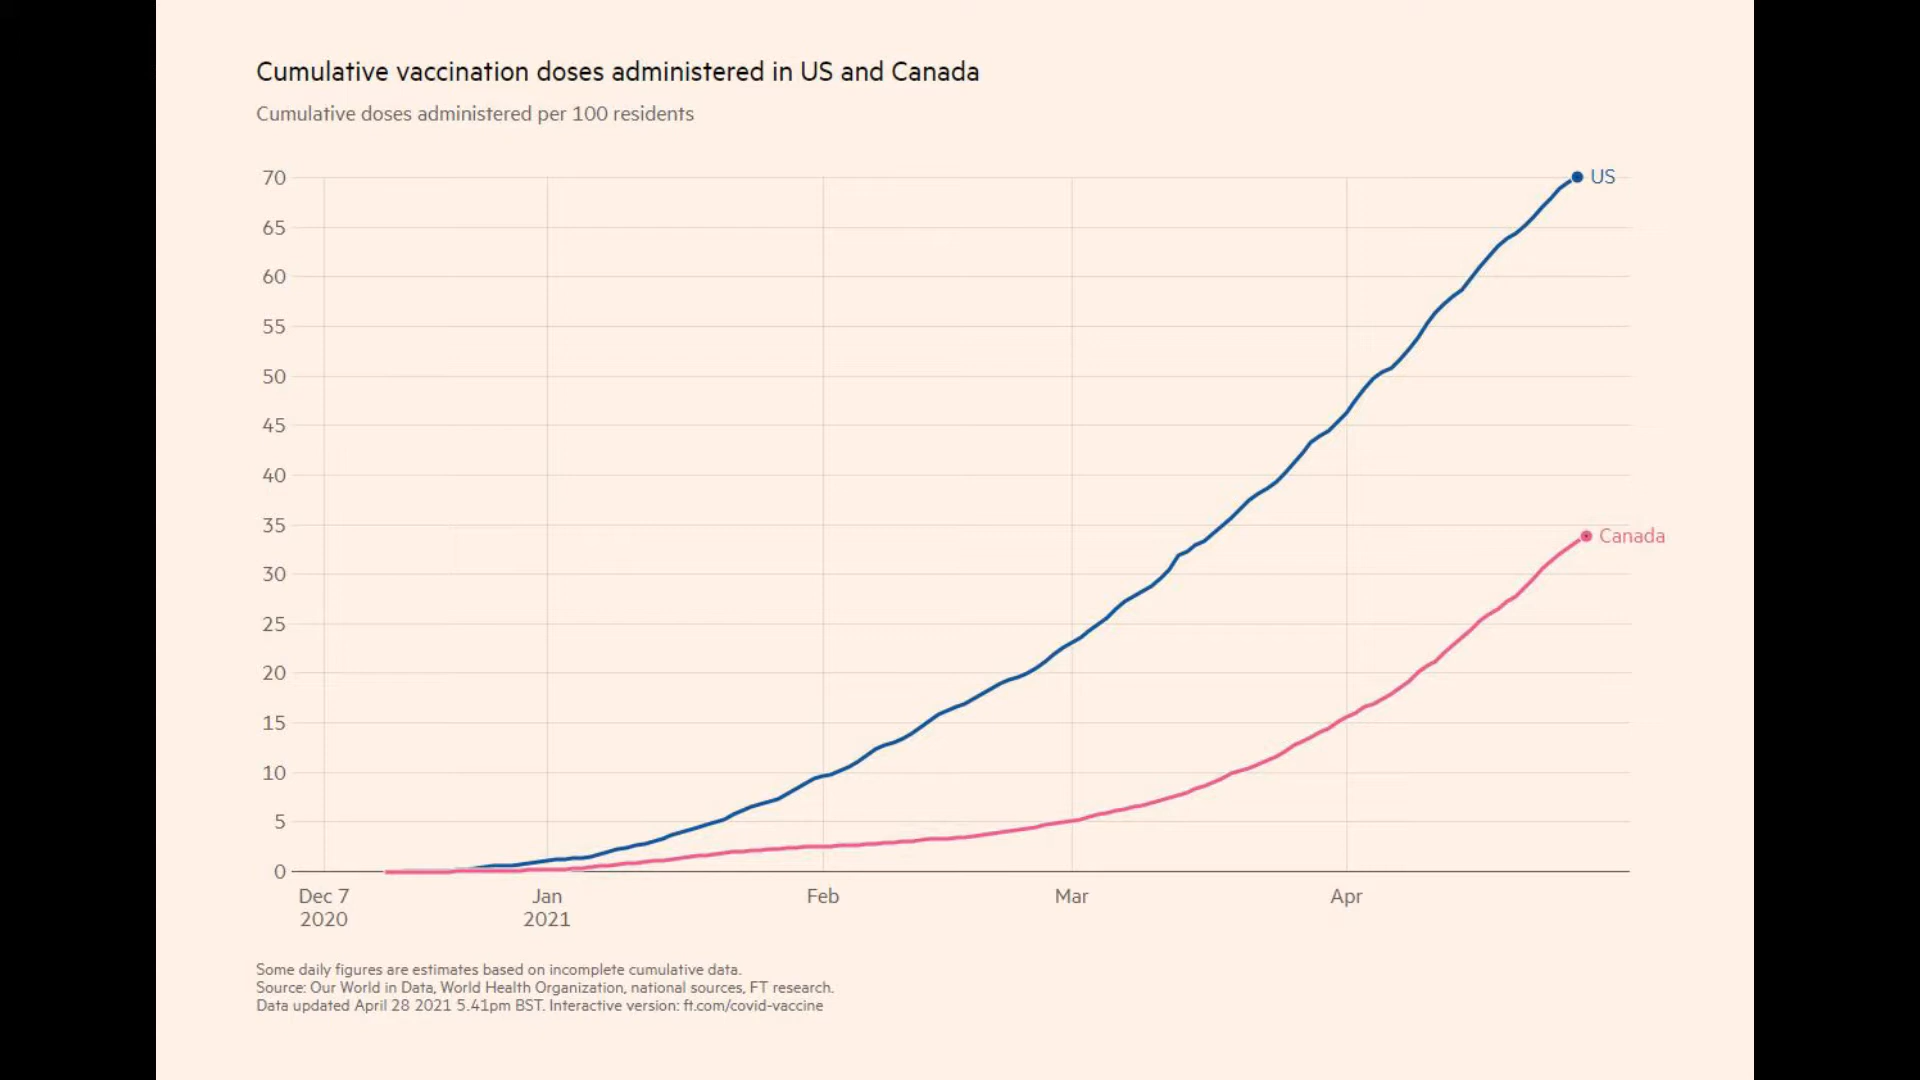 Cumulative vaccination doses administered in US and Canada
Cumulative doses administered per 100 residents
70
US
65
60
55
50
45
40
35
Canada
30
25
20
15
10
5
0
Dec 7 Jan Feb Mar Apr
2020 2021
Some daily figures are estimates based on incomplete cumulative data.
Source: Our World in Data, World Health Organization, national sources, FT research.
Data updated April 28 2021 5.41pm BST. Interactive version: ft.com/covid-vaccine